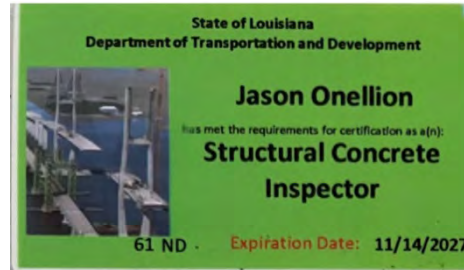 State of Louisiana
Department of Transportation and Development
Jason Onellion
has met the requirements for certification as a(n):
Structural Concrete
Inspector
61 ND . Expiration Date: 11/14/2027